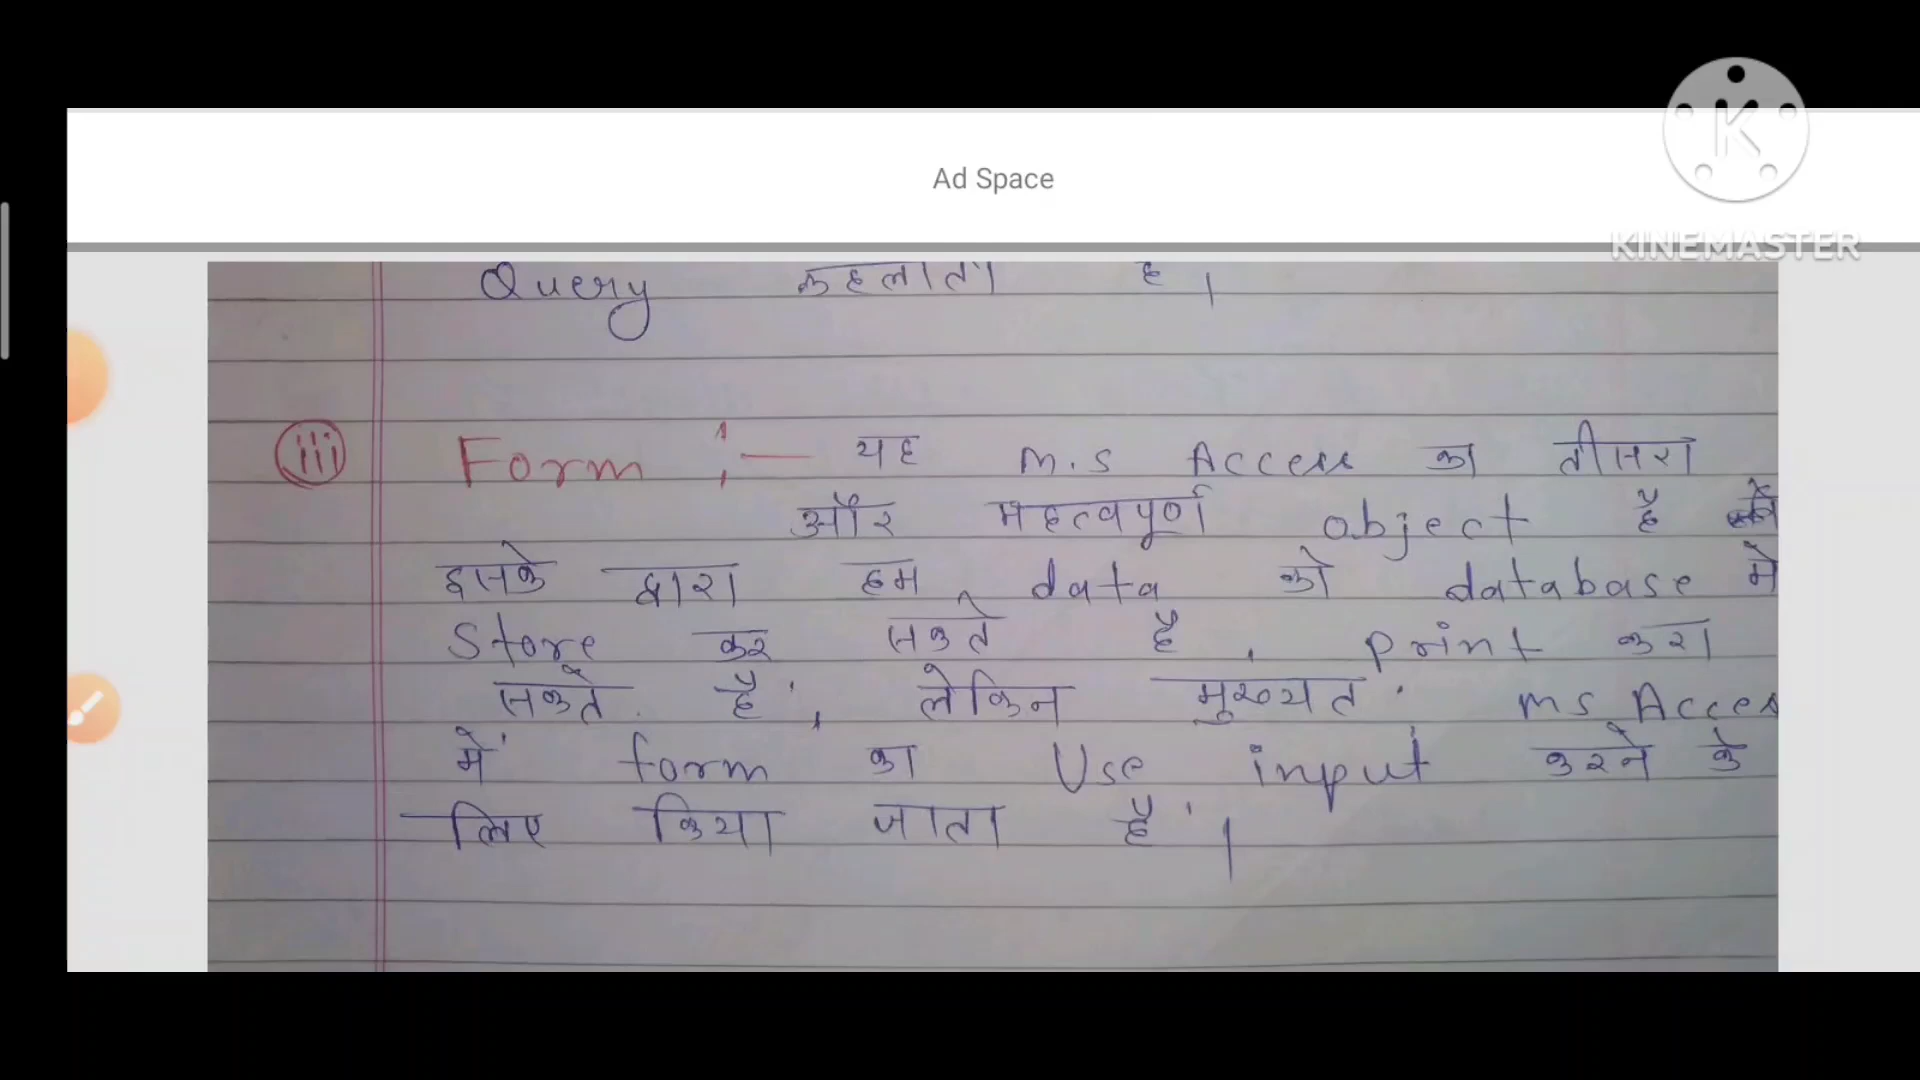 Ad Space
KINEMASTER
Query कहलाता है।
(iii) Form :- यह M.S Access का तीसरा
और महत्वपूर्ण object है
इसके द्वारा हम data को database में
Store कर सकते है, print करा
सकते हैं, लेकिन मुख्यत: MS Acces
में form का Use input करने के
लिए किया जाता हैं।